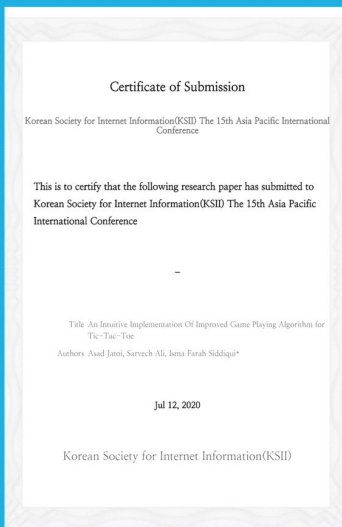 Certificate of Submission
Korean Society for Internet Information(KSII) The 15th Asia Pacific International
Conference
This is to certify that the following research paper has submitted to
Korean Society for Internet Information(KSII) The 15th Asia Pacific
International Conference
–
Title An Intuitive Implementation Of Improved Game Playing Algorithm for
Tic-Tac-Toe
Authors Asad Jatoi, Sarvech Ali, Isma Farah Siddiqui*
Jul 12, 2020
Korean Society for Internet Information(KSII)